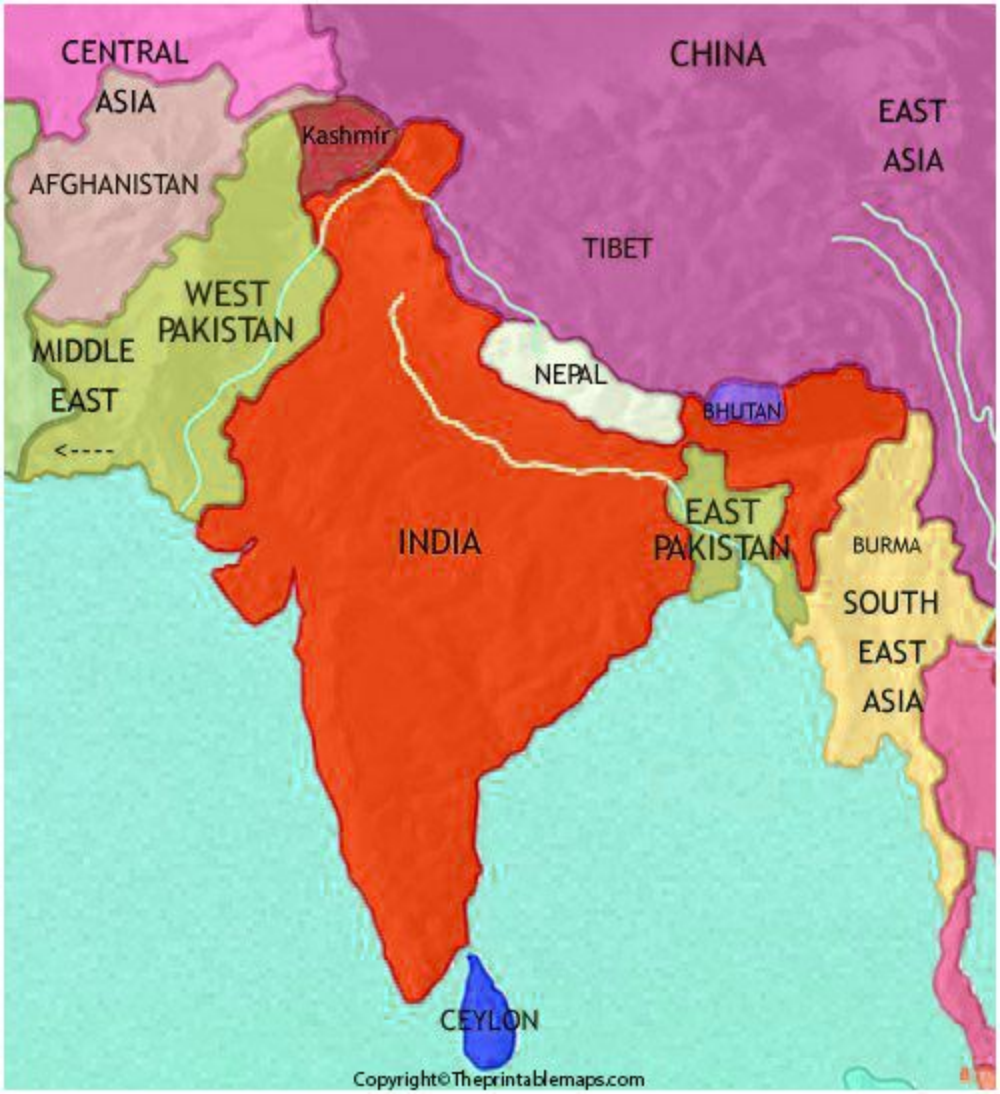 CENTRAL
ASIA
CHINA
EAST
ASIA
Kashmir
AFGHANISTAN
TIBET
WEST
PAKISTAN
MIDDLE
EAST
<----
NEPAL
BHUTAN
EAST
PAKISTAN
INDIA
BURMA
SOUTH
EAST
ASIA
CEYLON
Copyright©Theprintablemaps.com